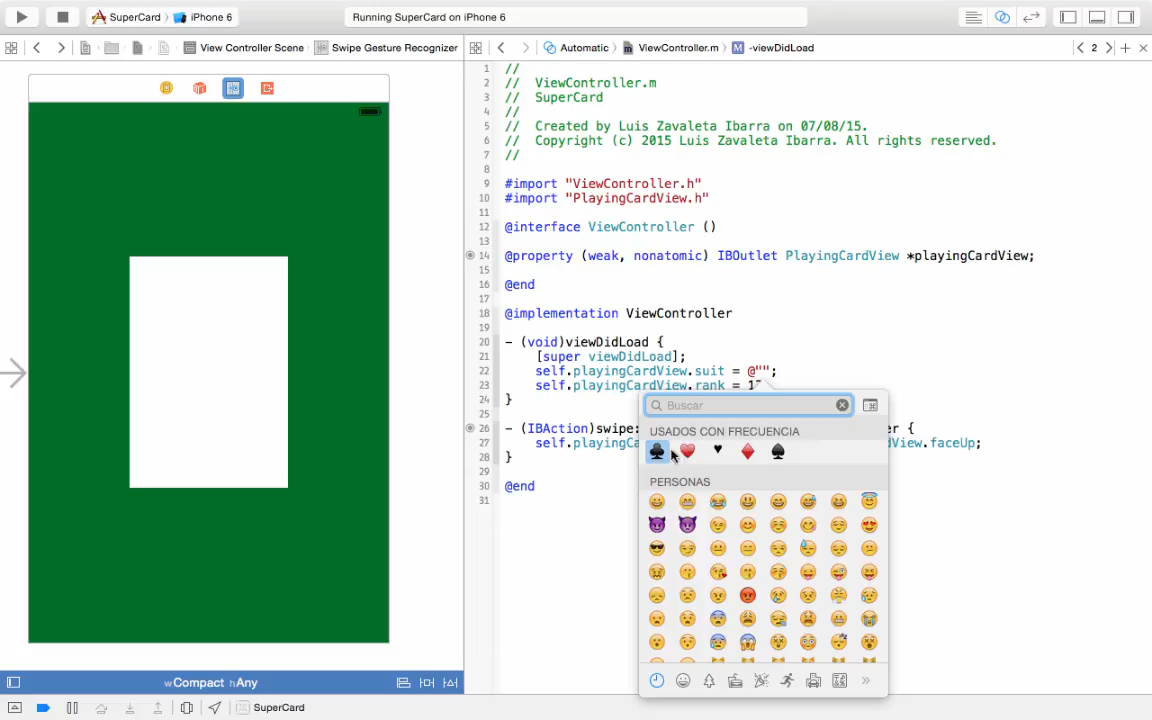 SuperCard iPhone 6 Running SuperCard on iPhone 6
View Controller Scene Swipe Gesture Recognizer Automatic ViewController.m M -viewDidLoad 2
1 //
2 // ViewController.m
3 // SuperCard
4 //
5 // Created by Luis Zavaleta Ibarra on 07/08/15.
6 // Copyright (c) 2015 Luis Zavaleta Ibarra. All rights reserved.
7 //
8
9 #import "ViewController.h"
10 #import "PlayingCardView.h"
11
12 @interface ViewController ()
13
14 @property (weak, nonatomic) IBOutlet PlayingCardView *playingCardView;
15
16 @end
17
18 @implementation ViewController
19
20 - (void)viewDidLoad {
21 [super viewDidLoad];
22 self.playingCardView.suit = @"";
23 self.playingCardView.rank =
24 }
25
26 - (IBAction)swipe: er {
27 self.playingCa View.faceUp;
28 }
29
30 @end
31
Buscar
USADOS CON FRECUENCIA
PERSONAS
wCompact hAny
SuperCard